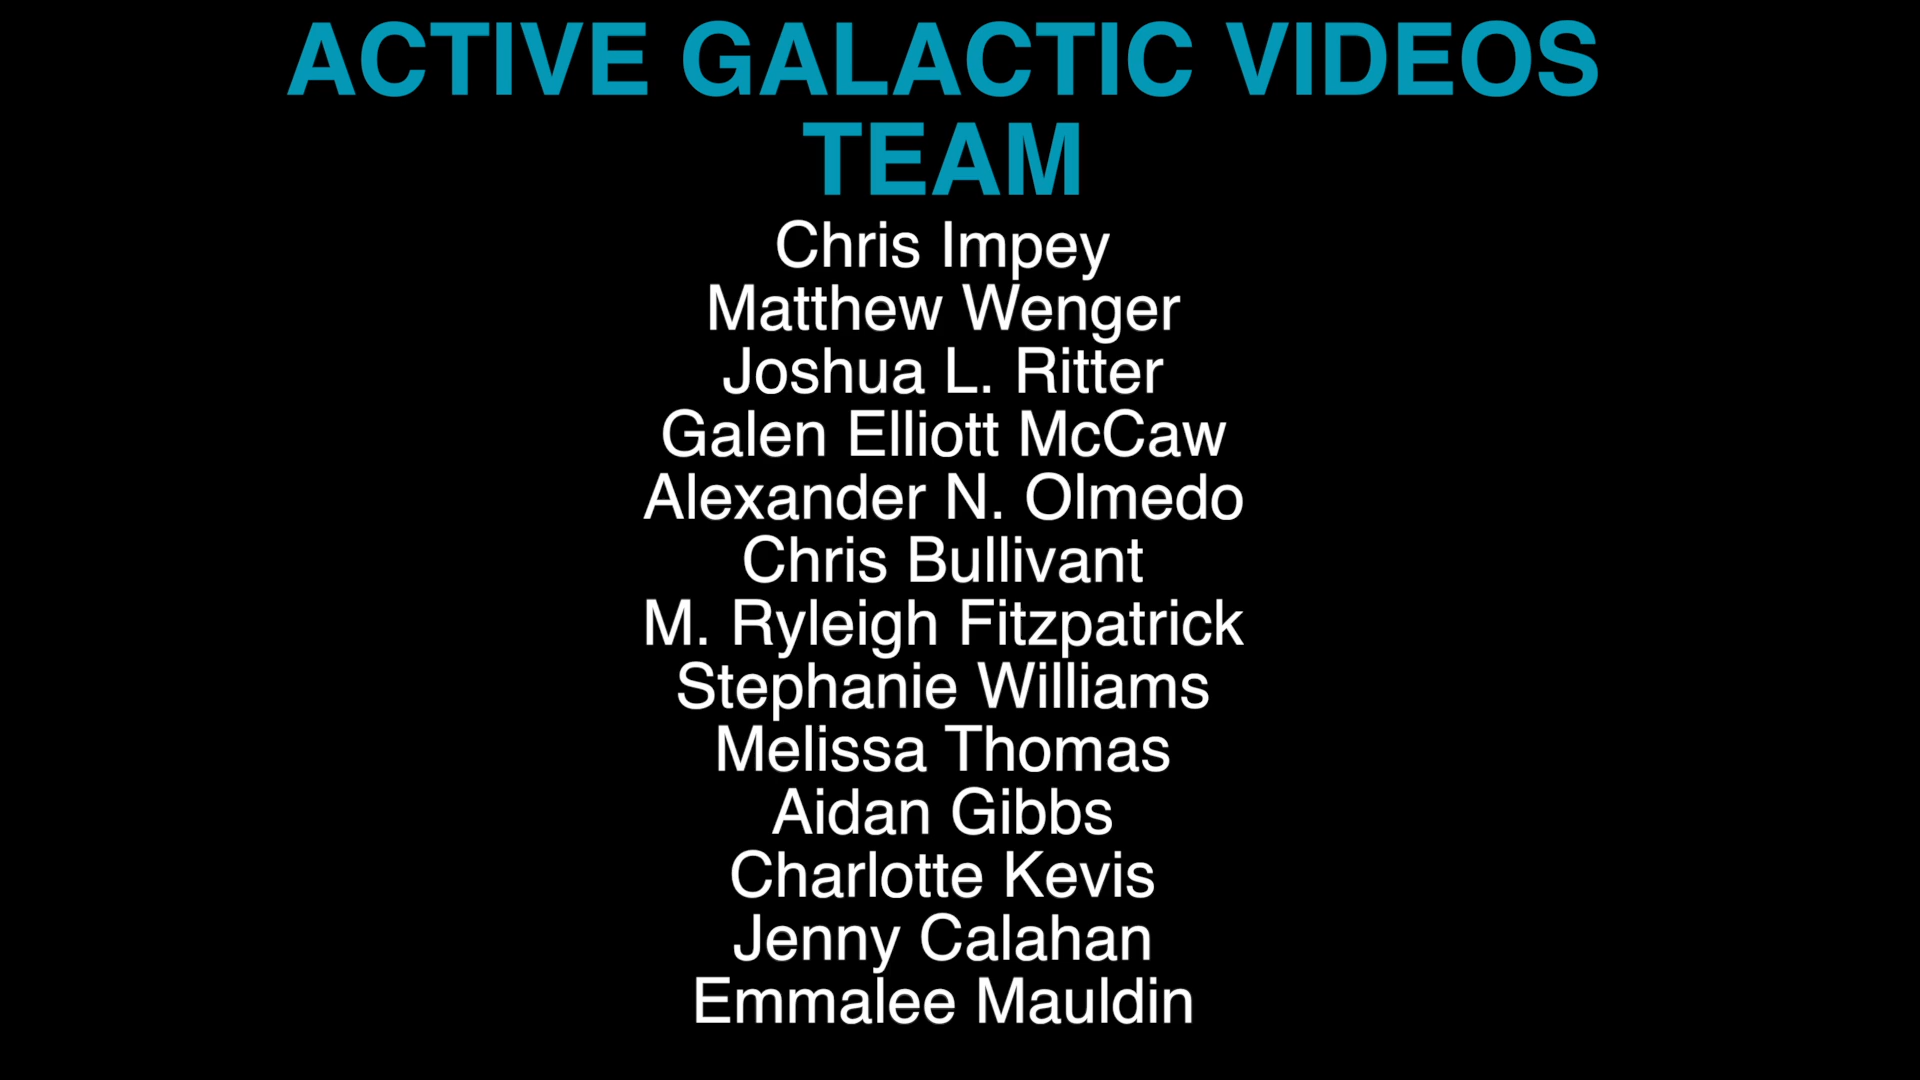 ACTIVE GALACTIC VIDEOS
TEAM
Chris Impey
Matthew Wenger
Joshua L. Ritter
Galen Elliott McCaw
Alexander N. Olmedo
Chris Bullivant
M. Ryleigh Fitzpatrick
Stephanie Williams
Melissa Thomas
Aidan Gibbs
Charlotte Kevis
Jenny Calahan
Emmalee Mauldin